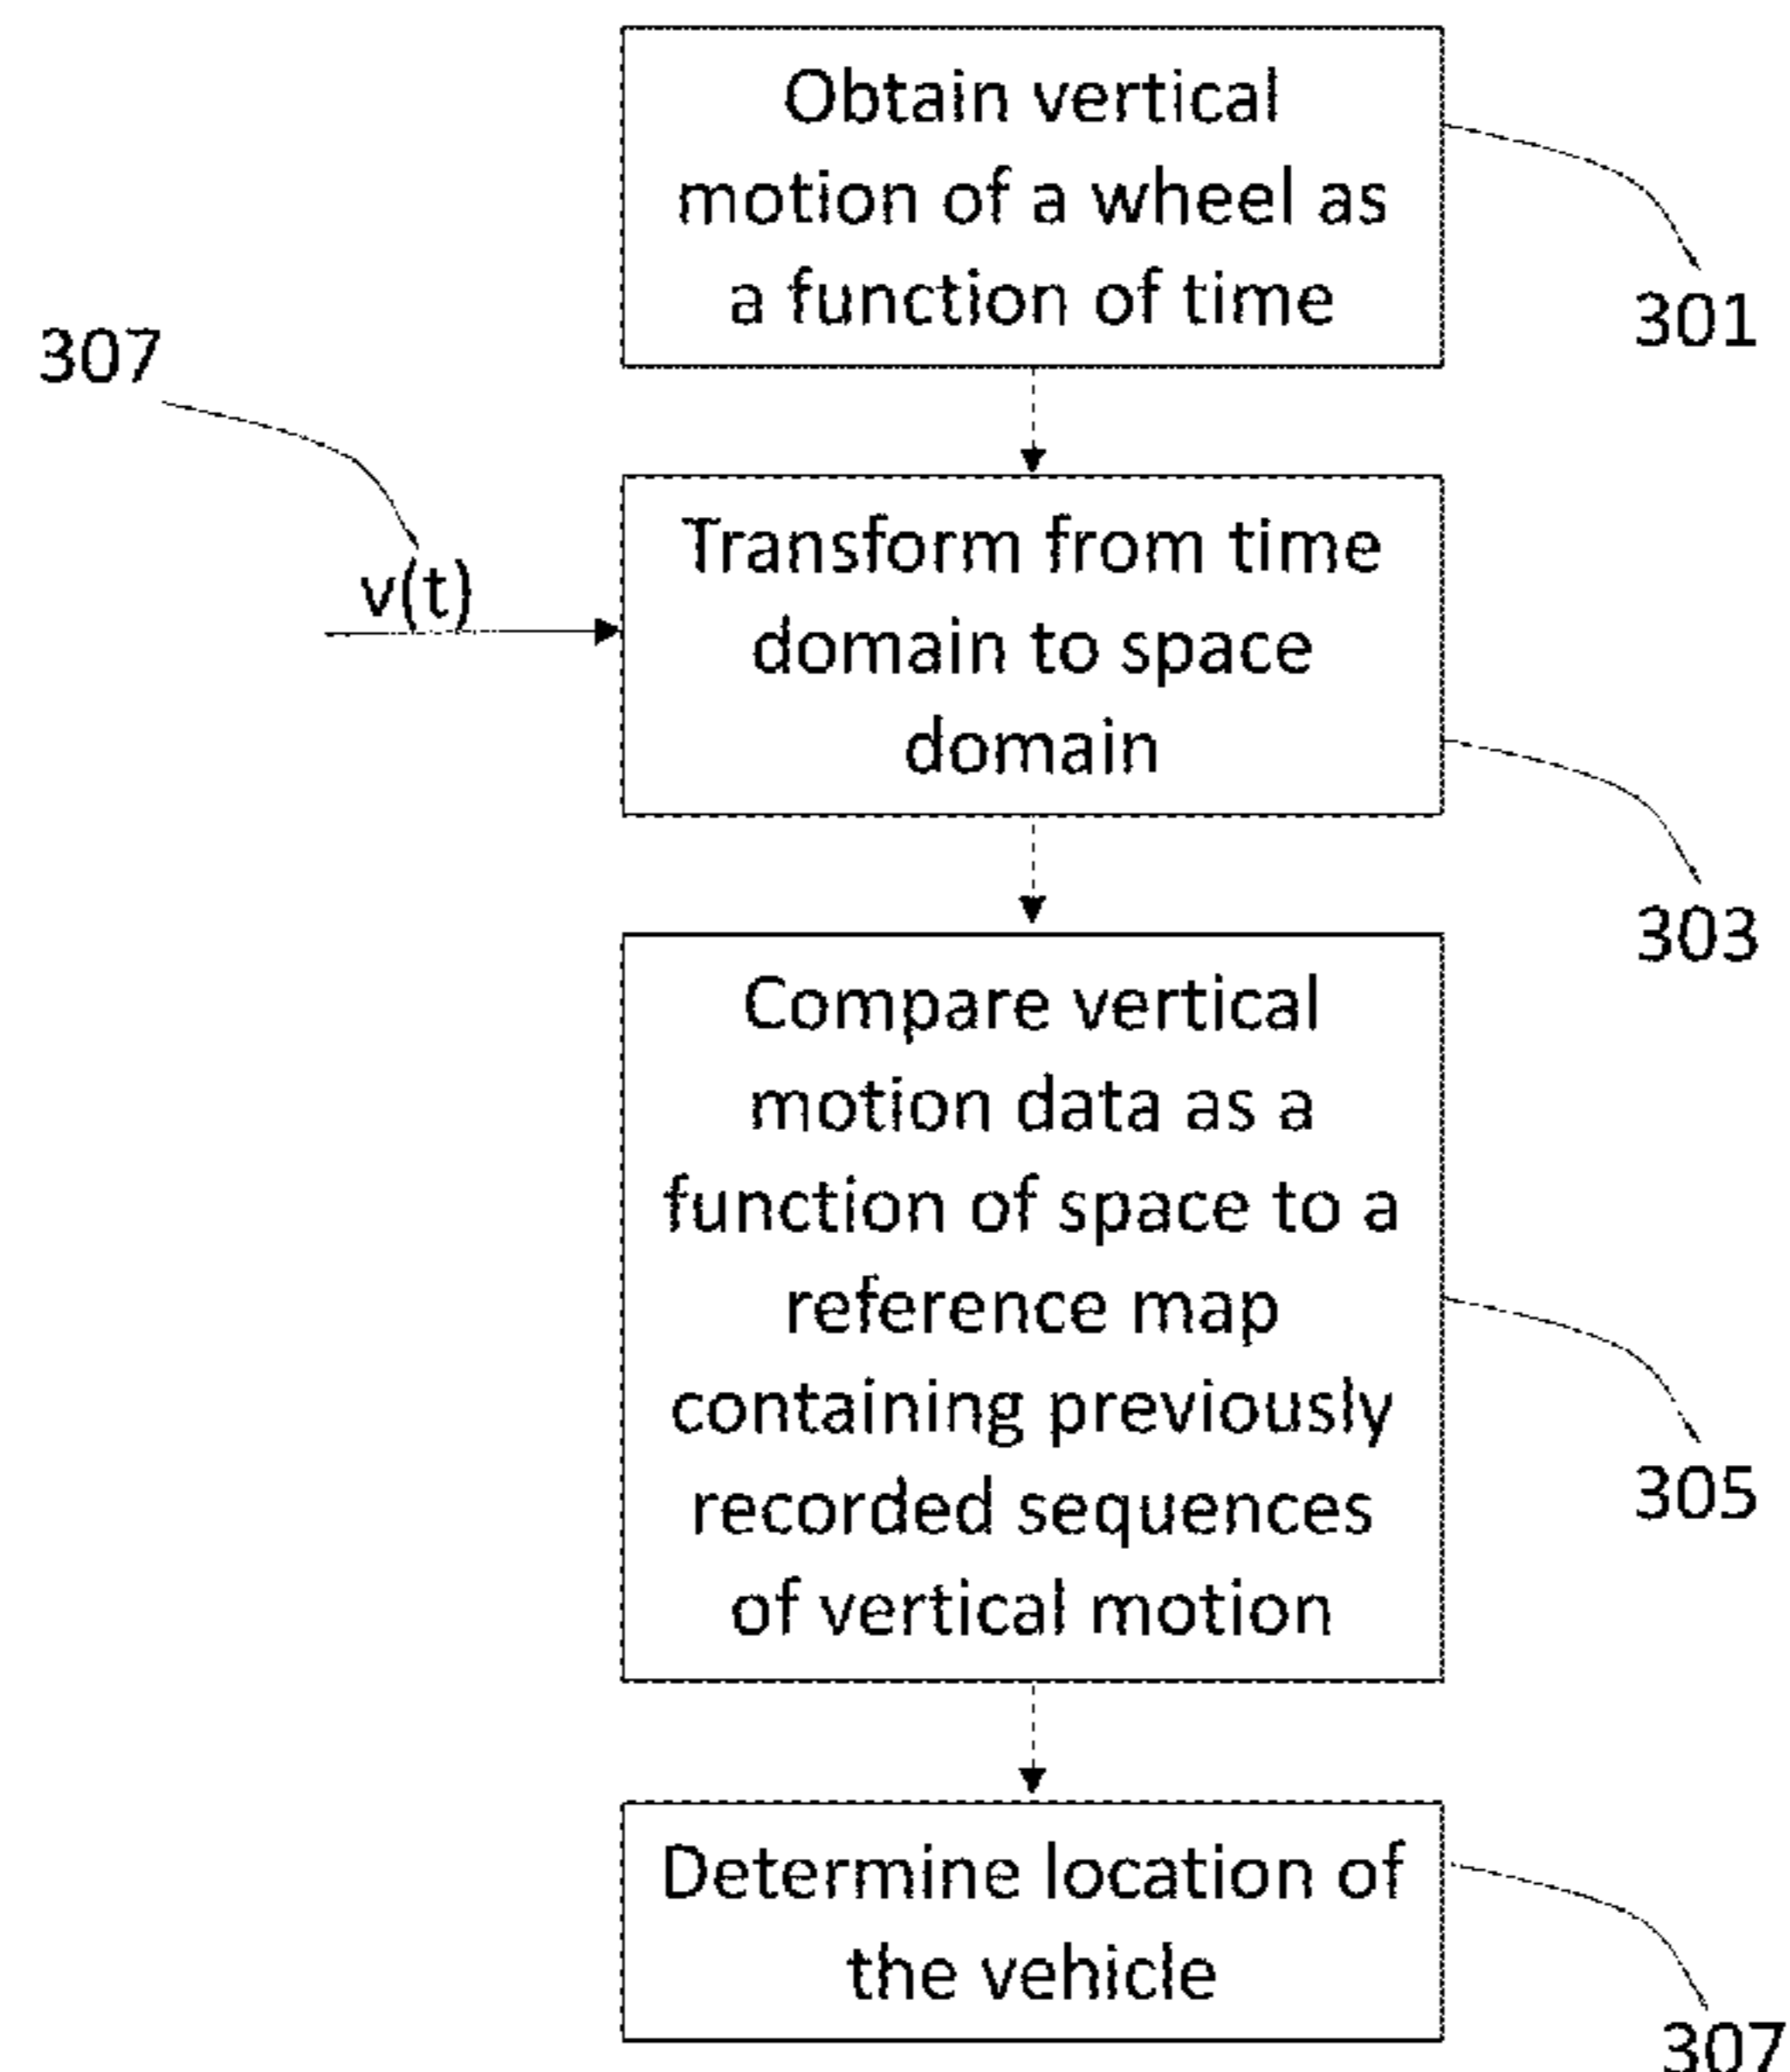 Obtain vertical
motion of a wheel as
a function of time
301
307
v(t)
Transform from time
domain to space
domain
303
Compare vertical
motion data as a
function of space to a
reference map
containing previously
recorded sequences
of vertical motion
305
Determine location of
the vehicle
307